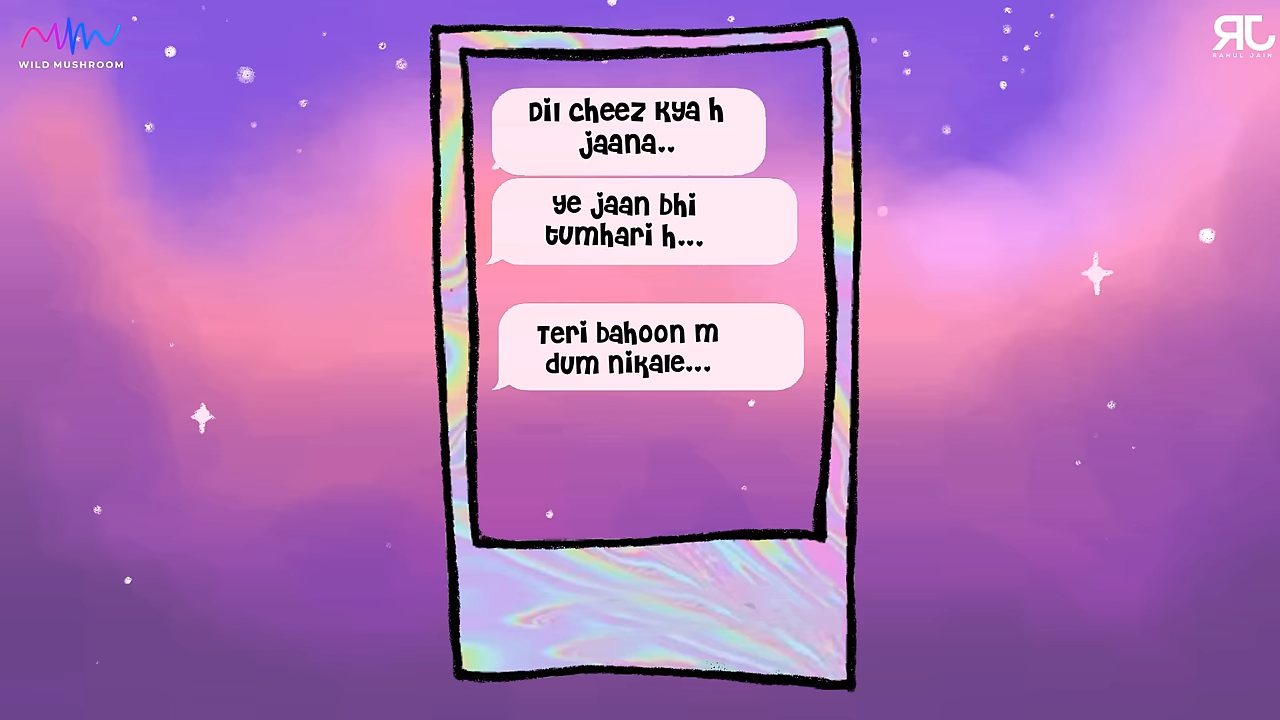 WILD MUSHROOM
RAHUL JAIN
Dil cheez kya h
jaana..
ye jaan bhi
tumhari h...
Teri bahoon m
dum nikale...